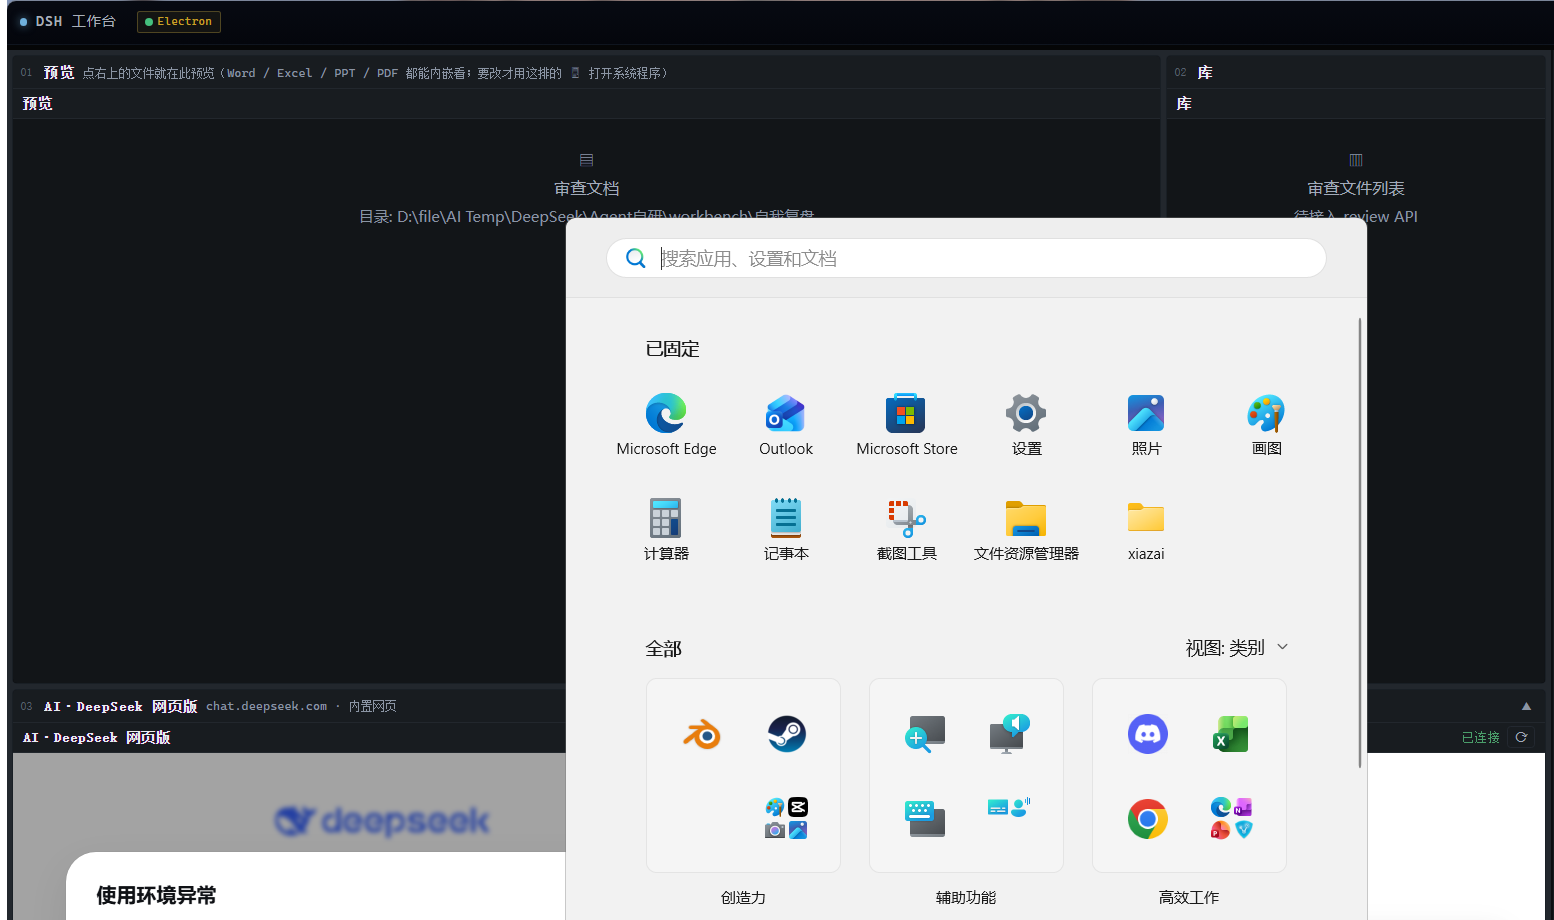 DSH 工作台
Electron
01 预览 点右上的文件就在此预览（Word / Excel / PPT / PDF 都能内嵌看；要改才用这排的 打开系统程序）
预览
审查文档
目录: D:\file\AI Temp\DeepSeek\Agent自研\workbench\自我复盘
02 库
库
审查文件列表
待接入 review API
搜索应用、设置和文档
已固定
Microsoft Edge
Outlook
Microsoft Store
设置
照片
画图
计算器
记事本
截图工具
文件资源管理器
xiazai
全部
视图: 类别
创造力
辅助功能
高效工作
03 AI·DeepSeek 网页版 chat.deepseek.com · 内置网页
AI·DeepSeek 网页版
已连接
deepseek
使用环境异常